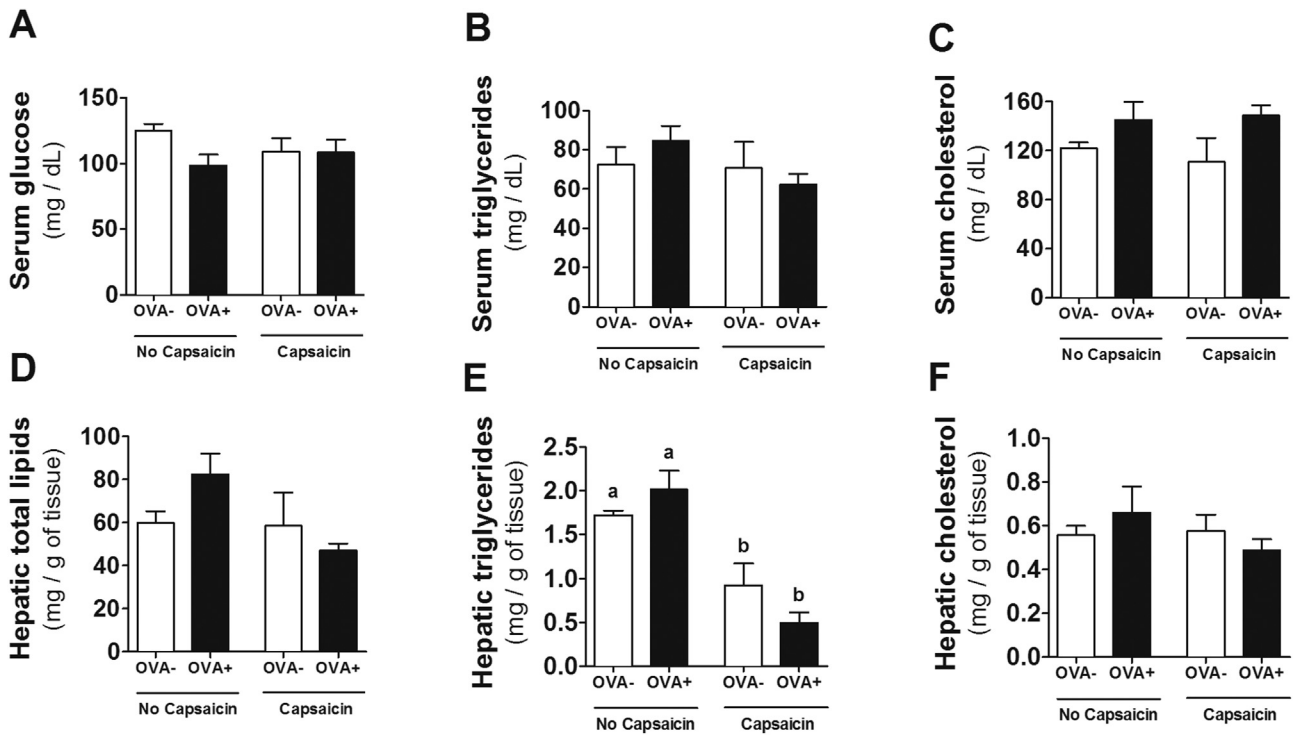 A
Serum glucose
(mg / dL)
150
100
50
0
OVA- OVA+ OVA- OVA+
No Capsaicin Capsaicin
B
Serum triglycerides
(mg / dL)
100
80
60
40
20
0
OVA- OVA+ OVA- OVA+
No Capsaicin Capsaicin
C
Serum cholesterol
(mg / dL)
160
120
80
40
0
OVA- OVA+ OVA- OVA+
No Capsaicin Capsaicin
D
Hepatic total lipids
(mg / g of tissue)
100
80
60
40
20
0
OVA- OVA+ OVA- OVA+
No Capsaicin Capsaicin
E
Hepatic triglycerides
(mg / g of tissue)
2.5
2.0
1.5
1.0
0.5
0.0
a a b b
OVA- OVA+ OVA- OVA+
No Capsaicin Capsaicin
F
Hepatic cholesterol
(mg / g of tissue)
1.0
0.8
0.6
0.4
0.2
0.0
OVA- OVA+ OVA- OVA+
No Capsaicin Capsaicin